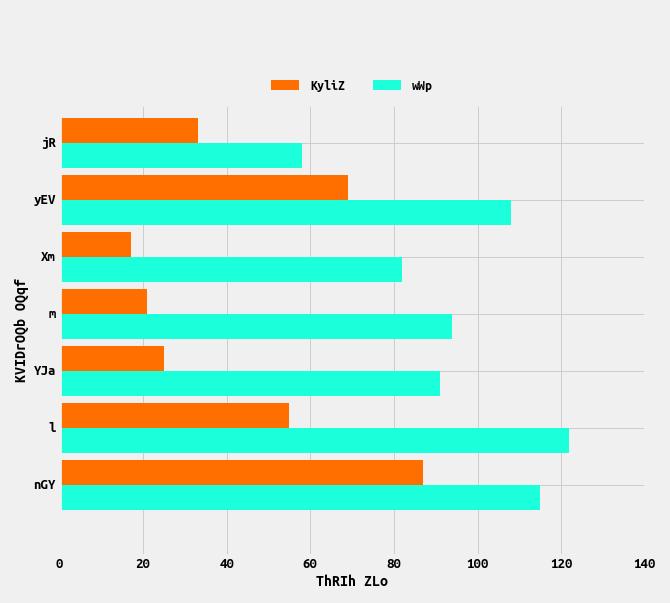 KyliZ wWp
jR
yEV
Xm
m
YJa
l
nGY
KVIDrOQb OQqf
0 20 40 60 80 100 120 140
ThRIh ZLo